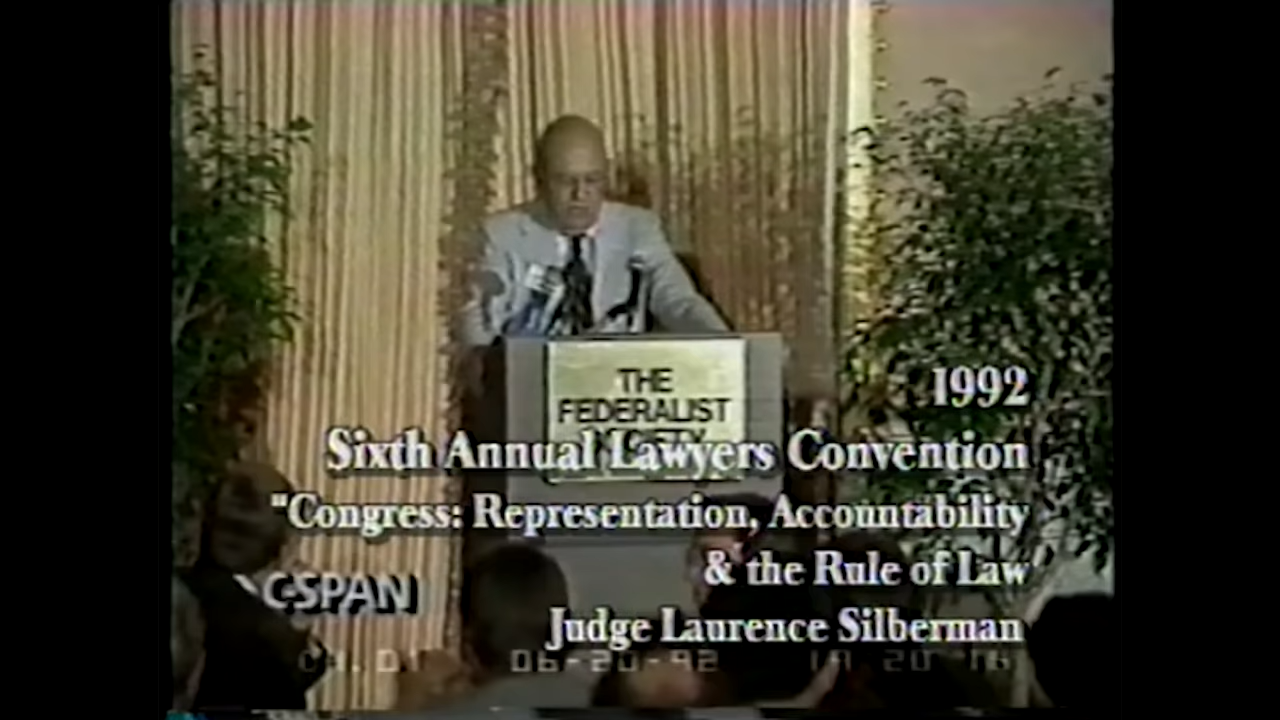 THE
FEDERALIST
1992
Sixth Annual Lawyers Convention
"Congress: Representation, Accountability
& the Rule of Law
C-SPAN
Judge Laurence Silberman
06-20-92